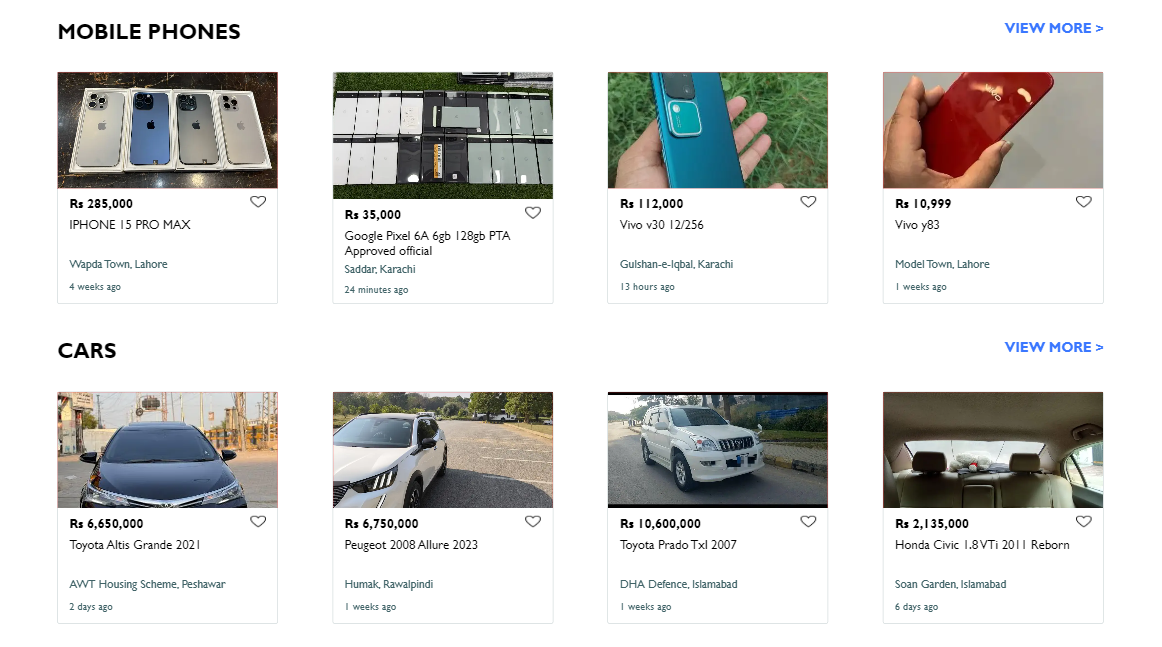 MOBILE PHONES
VIEW MORE >
Rs 285,000
IPHONE 15 PRO MAX
Wapda Town, Lahore
4 weeks ago
Rs 35,000
Google Pixel 6A 6gb 128gb PTA
Approved official
Saddar, Karachi
24 minutes ago
Rs 112,000
Vivo v30 12/256
Gulshan-e-Iqbal, Karachi
13 hours ago
vivo
Rs 10,999
Vivo y83
Model Town, Lahore
1 weeks ago
CARS
VIEW MORE >
Rs 6,650,000
Toyota Altis Grande 2021
AWT Housing Scheme, Peshawar
2 days ago
Rs 6,750,000
Peugeot 2008 Allure 2023
Humak, Rawalpindi
1 weeks ago
Rs 10,600,000
Toyota Prado Txl 2007
DHA Defence, Islamabad
1 weeks ago
Rs 2,135,000
Honda Civic 1.8 VTi 2011 Reborn
Soan Garden, Islamabad
6 days ago